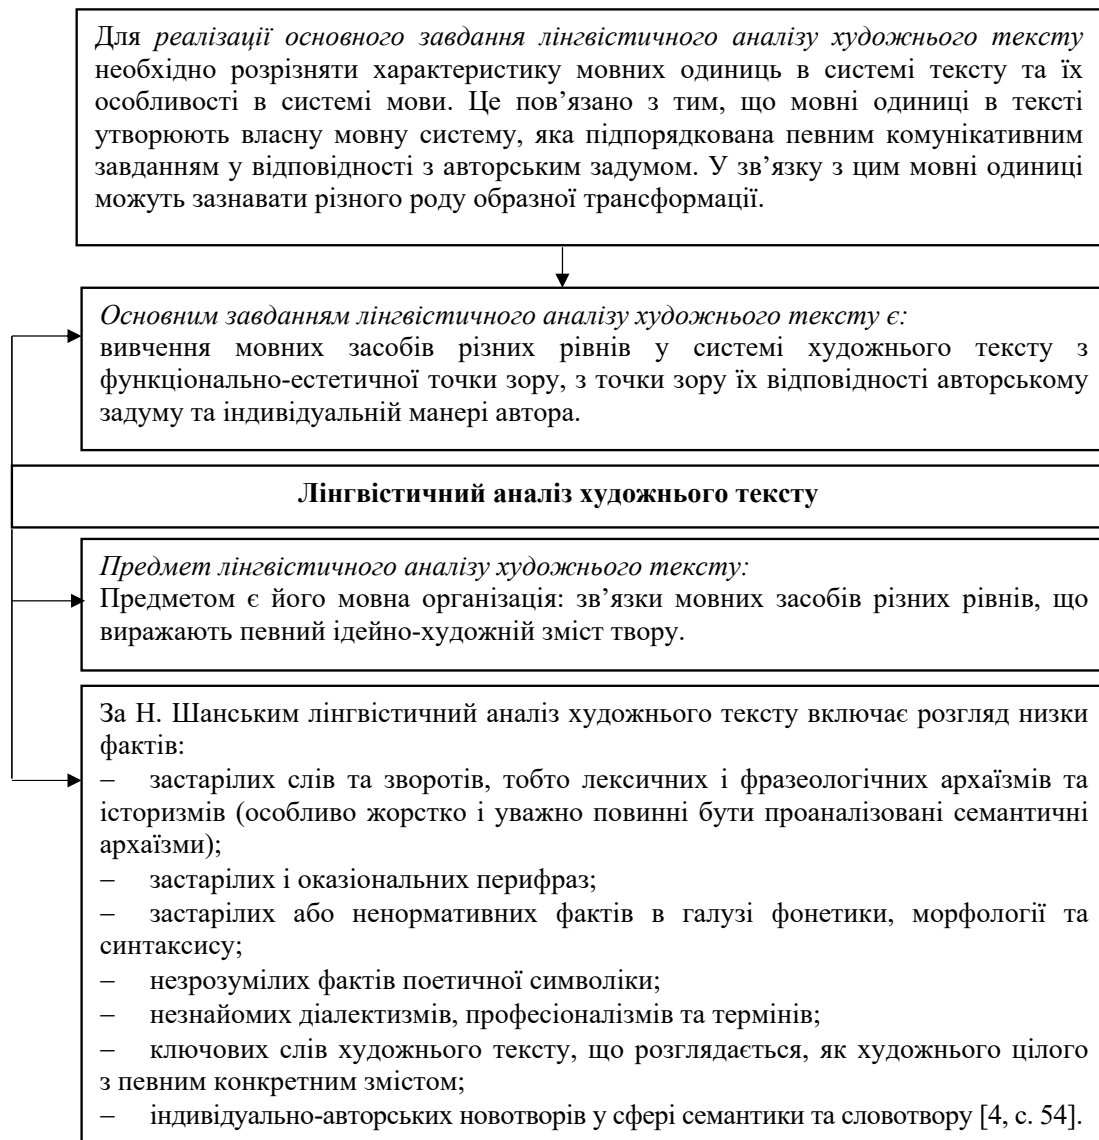 Для реалізації основного завдання лінгвістичного аналізу художнього тексту
необхідно розрізняти характеристику мовних одиниць в системі тексту та їх
особливості в системі мови. Це пов’язано з тим, що мовні одиниці в тексті
утворюють власну мовну систему, яка підпорядкована певним комунікативним
завданням у відповідності з авторським задумом. У зв’язку з цим мовні одиниці
можуть зазнавати різного роду образної трансформації.
Основним завданням лінгвістичного аналізу художнього тексту є:
вивчення мовних засобів різних рівнів у системі художнього тексту з
функціонально-естетичної точки зору, з точки зору їх відповідності авторському
задуму та індивідуальній манері автора.
Лінгвістичний аналіз художнього тексту
Предмет лінгвістичного аналізу художнього тексту:
Предметом є його мовна організація: зв’язки мовних засобів різних рівнів, що
виражають певний ідейно-художній зміст твору.
За Н. Шанським лінгвістичний аналіз художнього тексту включає розгляд низки
фактів:
– застарілих слів та зворотів, тобто лексичних і фразеологічних архаїзмів та
історизмів (особливо жорстко і уважно повинні бути проаналізовані семантичні
архаїзми);
– застарілих і оказіональних перифраз;
– застарілих або ненормативних фактів в галузі фонетики, морфології та
синтаксису;
– незрозумілих фактів поетичної символіки;
– незнайомих діалектизмів, професіоналізмів та термінів;
– ключових слів художнього тексту, що розглядається, як художнього цілого
з певним конкретним змістом;
– індивідуально-авторських новотворів у сфері семантики та словотвору [4, с. 54].